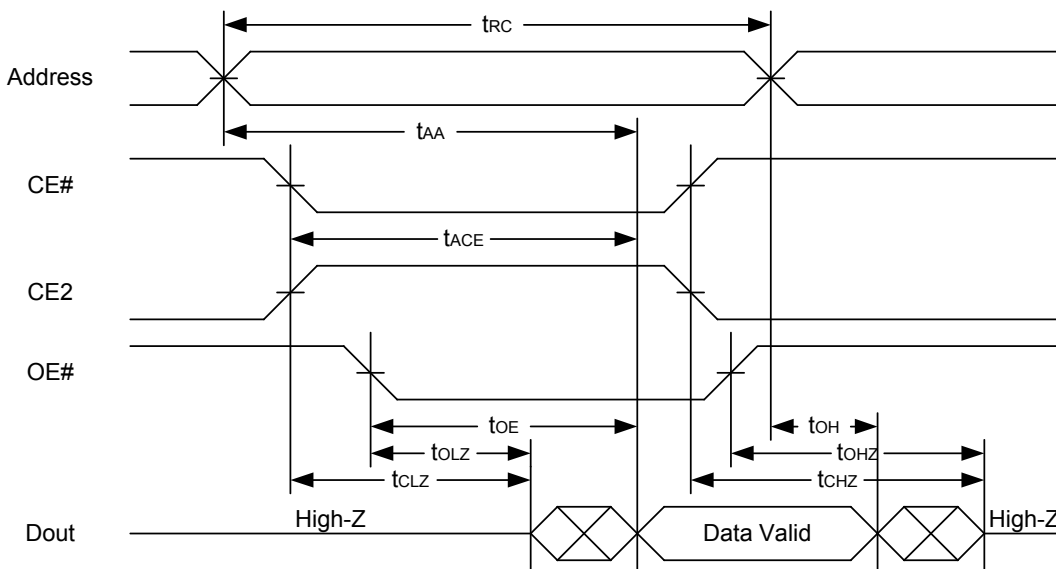 tRC
Address
tAA
CE#
tACE
CE2
OE#
tOE
tOH
tOLZ
tOHZ
tCLZ
tCHZ
High-Z
High-Z
Dout
Data Valid